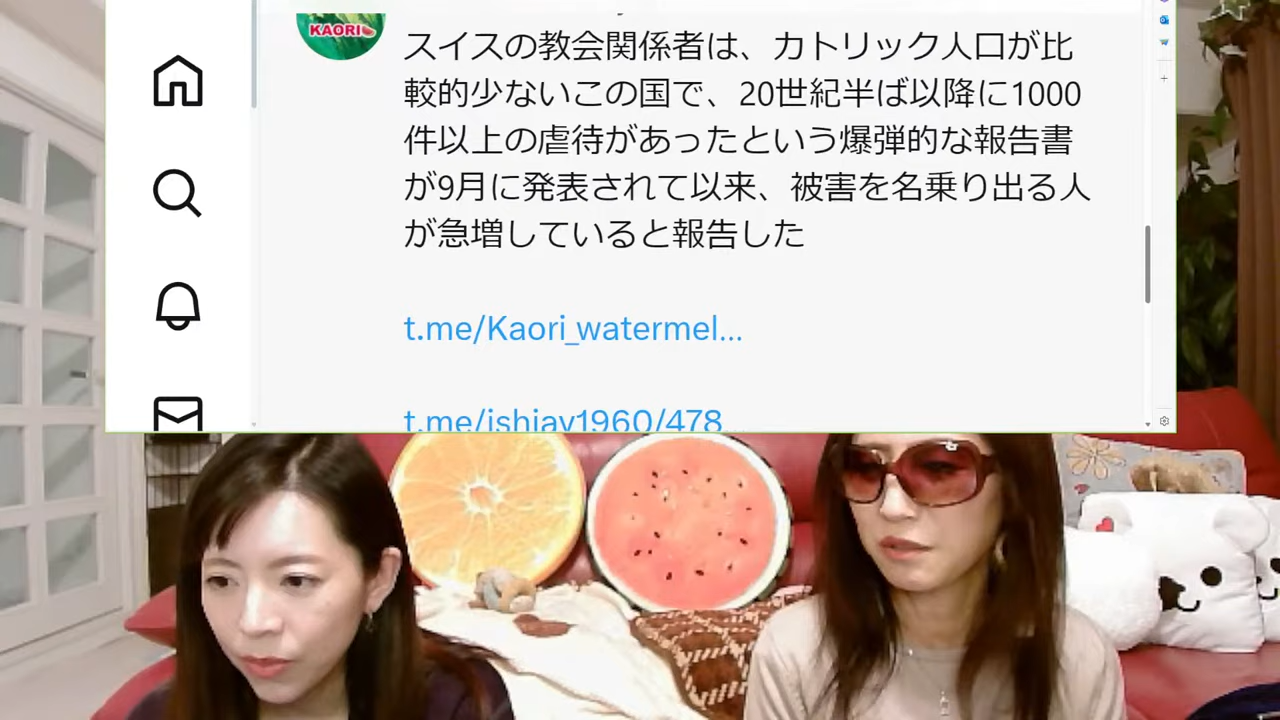 KAORI
スイスの教会関係者は、カトリック人口が比
較的少ないこの国で、20世紀半ば以降に1000
件以上の虐待があったという爆弾的な報告書
が9月に発表されて以来、被害を名乗り出る人
が急増していると報告した
t.me/Kaori_watermel...
t.me/ishiay1960/478